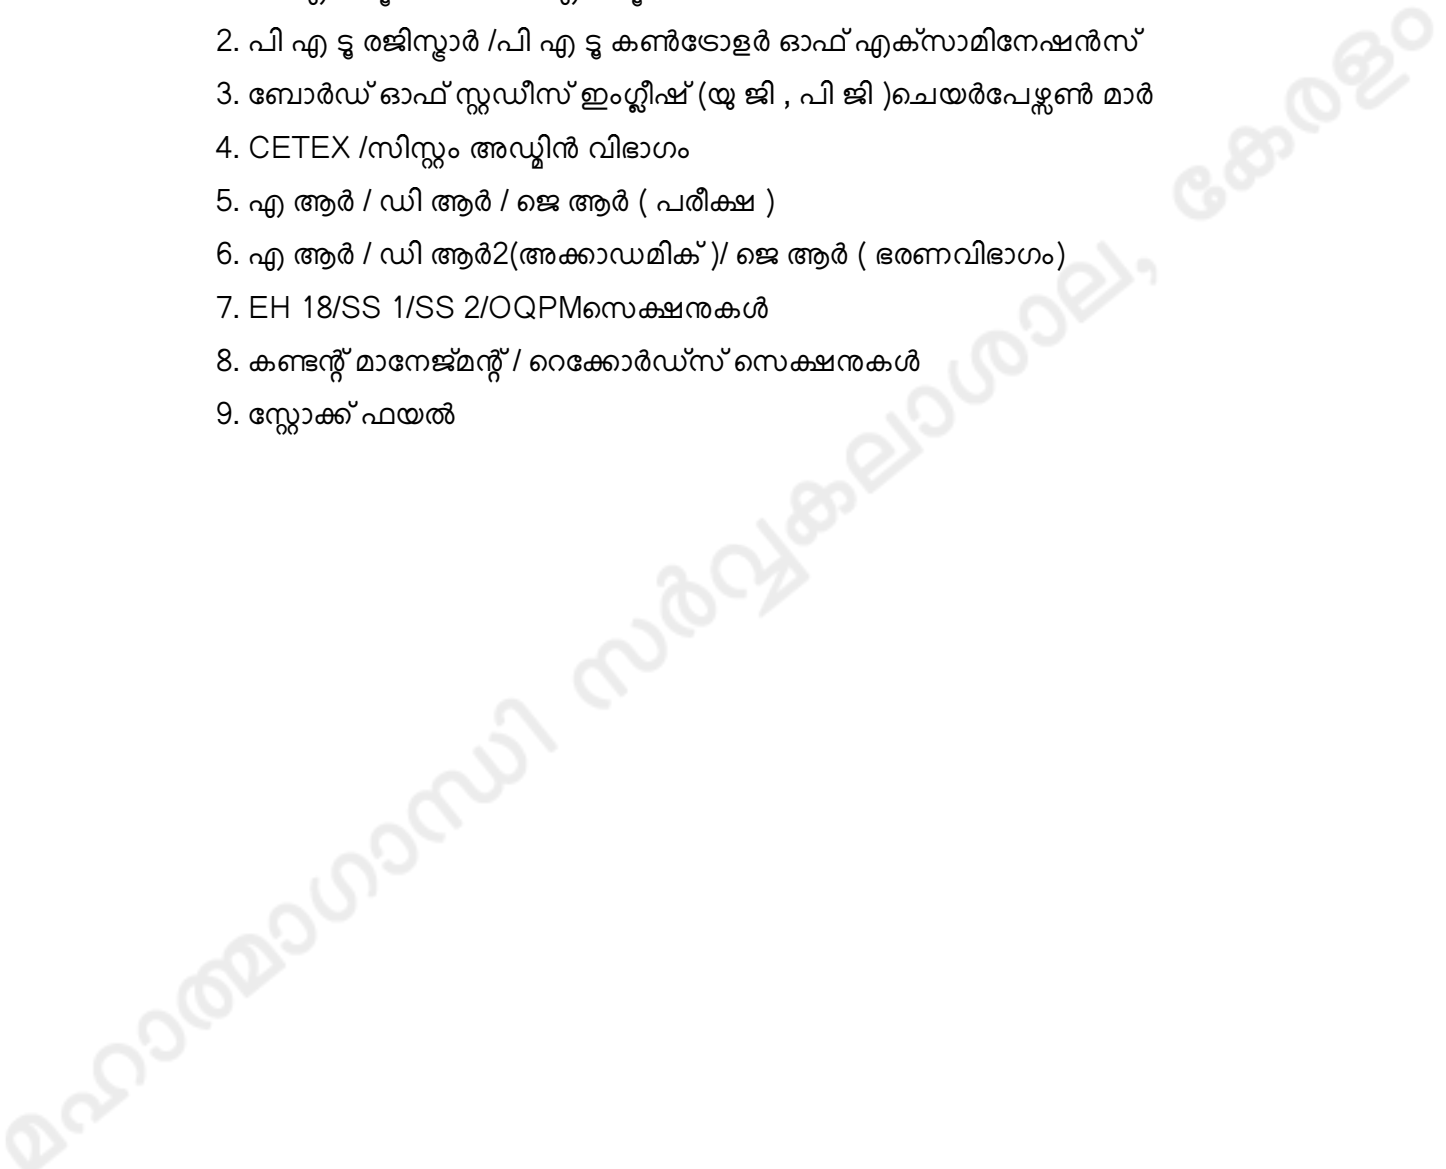 2. പി എ ടു രജിസ്ട്രാർ /പി എ ടു കൺട്രോളർ ഓഫ് എക്സാമിനേഷൻസ്
3. ബോർഡ് ഓഫ് സ്റ്റഡീസ് ഇംഗ്ലീഷ് (യു ജി , പി ജി )ചെയർപേഴ്സൺ മാർ
4. CETEX /സിസ്റ്റം അഡ്മിൻ വിഭാഗം
5. എ ആർ / ഡി ആർ / ജെ ആർ ( പരീക്ഷ )
6. എ ആർ / ഡി ആർ2(അക്കാഡമിക് )/ ജെ ആർ ( ഭരണവിഭാഗം)
7. EH 18/SS 1/SS 2/OQPMസെക്ഷനുകൾ
8. കണ്ടന്റ് മാനേജ്മന്റ് / റെക്കോർഡ്സ് സെക്ഷനുകൾ
9. സ്റ്റോക്ക് ഫയൽ
മഹാത്മാഗാന്ധി സർവ്വകലാശാല, കേരളം